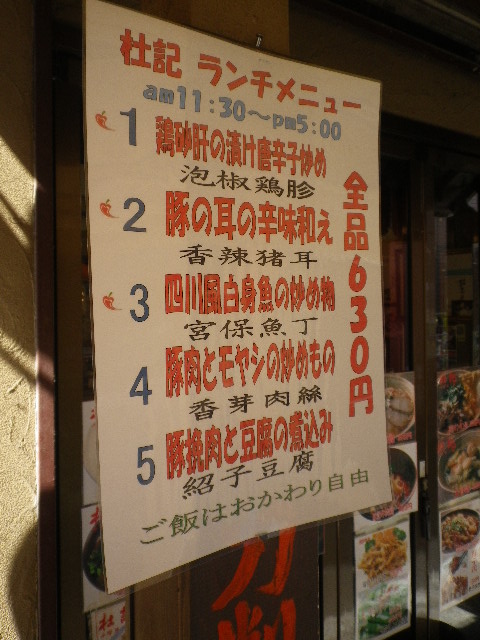 杜記 ランチメニュー
am11:30～pm5:00
1 鶏砂肝の漬け唐辛子炒め
泡椒鶏胗
2 豚の耳の辛味和え
香辣猪耳
3 四川風白身魚の炒め物
宮保魚丁
4 豚肉とモヤシの炒めもの
香芽肉絲
5 豚挽肉と豆腐の煮込み
紹子豆腐
ご飯はおかわり自由
全品630円